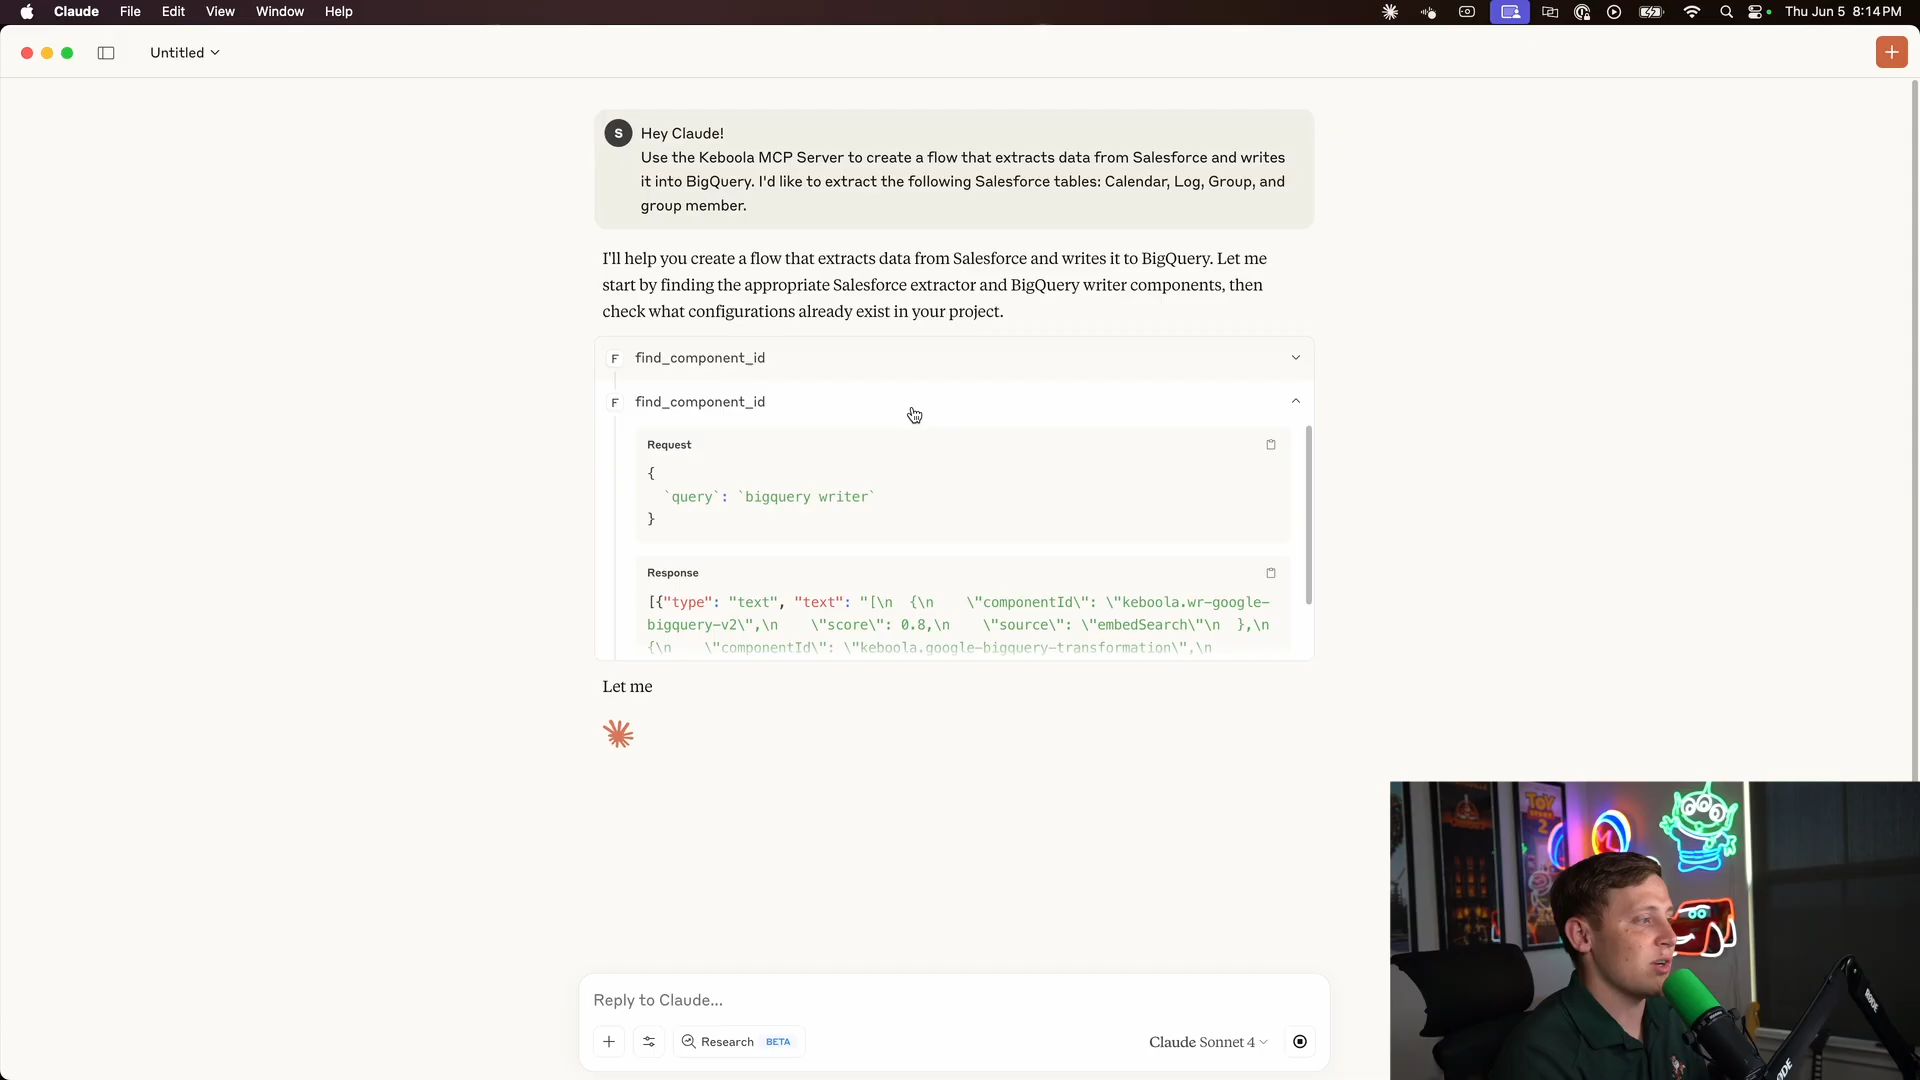 Claude File Edit View Window Help
Thu Jun 5 8:14 PM
Untitled
S
Hey Claude!
Use the Keboola MCP Server to create a flow that extracts data from Salesforce and writes
it into BigQuery. I'd like to extract the following Salesforce tables: Calendar, Log, Group, and
group member.
I'll help you create a flow that extracts data from Salesforce and writes it to BigQuery. Let me
start by finding the appropriate Salesforce extractor and BigQuery writer components, then
check what configurations already exist in your project.
F find_component_id
F find_component_id
Request
{
`query`: `bigquery writer`
}
Response
[{"type": "text", "text": "[\n  {\n    \"componentId\": \"keboola.wr-google-
bigquery-v2\",\n    \"score\": 0.8,\n    \"source\": \"embedSearch\"\n  },\n
{\n    \"componentId\": \"keboola.google-bigquery-transformation\",\n
Let me
TOY
STORY
2
RODE
RODE
Reply to Claude...
Research BETA
Claude Sonnet 4